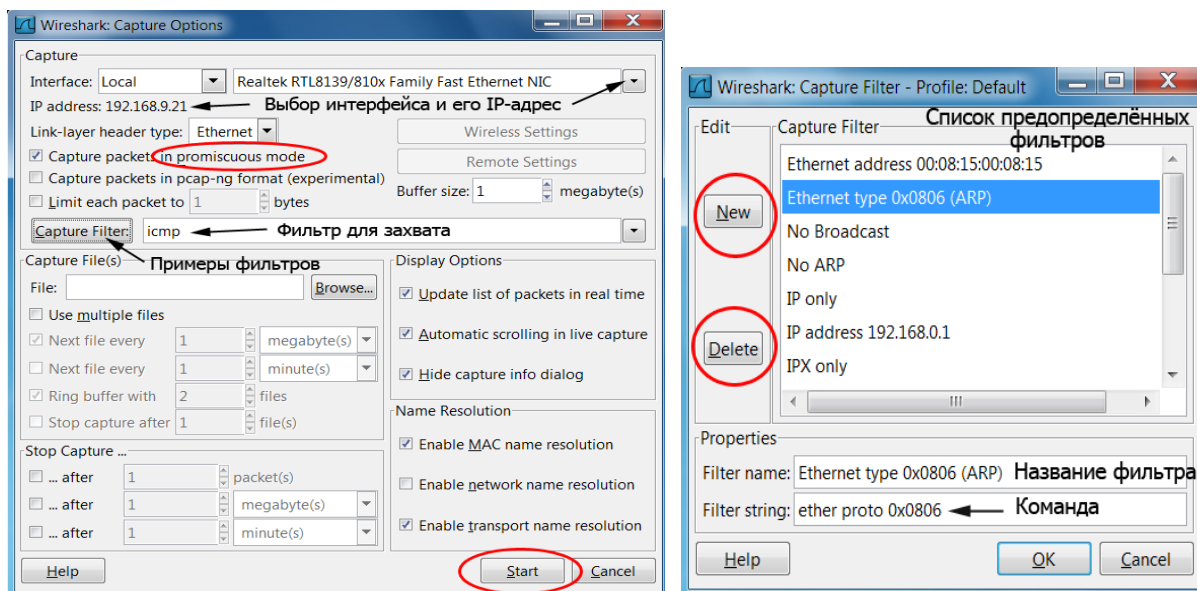 Wireshark: Capture Options
Capture
Interface: Local Realtek RTL8139/810x Family Fast Ethernet NIC
IP address: 192.168.9.21 Выбор интерфейса и его IP-адрес
Link-layer header type: Ethernet Wireless Settings
Capture packets in promiscuous mode Remote Settings
Capture packets in pcap-ng format (experimental)
Buffer size: 1 megabyte(s)
Limit each packet to 1 bytes
Capture Filter: icmp Фильтр для захвата
Capture File(s) Примеры фильтров
File: Browse...
Use multiple files
Next file every 1 megabyte(s)
Next file every 1 minute(s)
Ring buffer with 2 files
Stop capture after 1 file(s)
Stop Capture ...
... after 1 packet(s)
... after 1 megabyte(s)
... after 1 minute(s)
Display Options
Update list of packets in real time
Automatic scrolling in live capture
Hide capture info dialog
Name Resolution
Enable MAC name resolution
Enable network name resolution
Enable transport name resolution
Help Start Cancel
Wireshark: Capture Filter - Profile: Default
Edit
New
Delete
Capture Filter
Список предопределённых
фильтров
Ethernet address 00:08:15:00:08:15
Ethernet type 0x0806 (ARP)
No Broadcast
No ARP
IP only
IP address 192.168.0.1
IPX only
Properties
Filter name: Ethernet type 0x0806 (ARP) Название фильтра
Filter string: ether proto 0x0806 Команда
Help OK Cancel